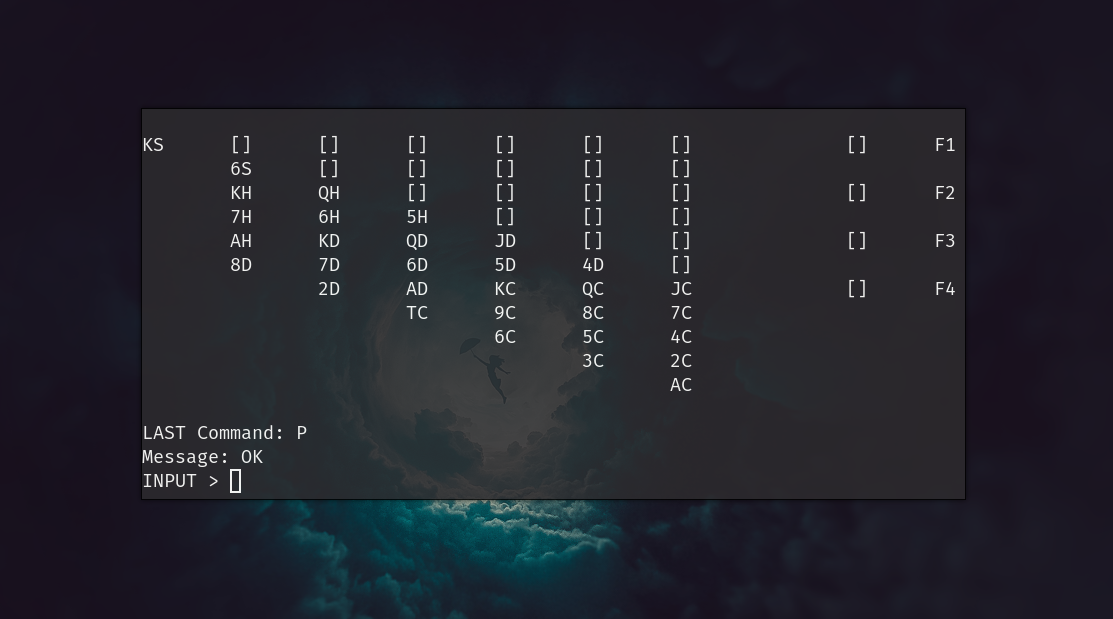 KS [] [] [] [] [] [] [] F1
6S [] [] [] [] []
KH QH [] [] [] [] [] F2
7H 6H 5H [] [] []
AH KD QD JD [] [] [] F3
8D 7D 6D 5D 4D []
2D AD KC QC JC [] F4
TC 9C 8C 7C
6C 5C 4C
3C 2C
AC
LAST Command: P
Message: OK
INPUT >